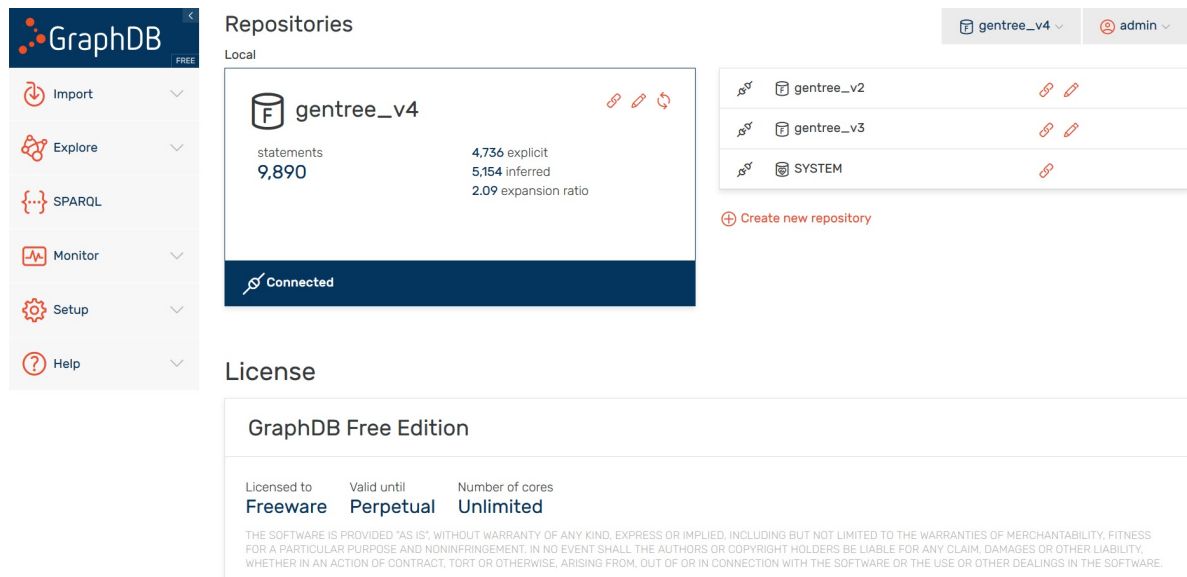 GraphDB
FREE
Import
Explore
SPARQL
Monitor
Setup
Help
Repositories
gentree_v4
admin
Local
F gentree_v4
statements
9,890
4,736 explicit
5,154 inferred
2.09 expansion ratio
Connected
gentree_v2
gentree_v3
SYSTEM
Create new repository
License
GraphDB Free Edition
Licensed to Valid until Number of cores
Freeware Perpetual Unlimited
THE SOFTWARE IS PROVIDED "AS IS", WITHOUT WARRANTY OF ANY KIND, EXPRESS OR IMPLIED, INCLUDING BUT NOT LIMITED TO THE WARRANTIES OF MERCHANTABILITY, FITNESS
FOR A PARTICULAR PURPOSE AND NONINFRINGEMENT. IN NO EVENT SHALL THE AUTHORS OR COPYRIGHT HOLDERS BE LIABLE FOR ANY CLAIM, DAMAGES OR OTHER LIABILITY,
WHETHER IN AN ACTION OF CONTRACT, TORT OR OTHERWISE, ARISING FROM, OUT OF OR IN CONNECTION WITH THE SOFTWARE OR THE USE OR OTHER DEALINGS IN THE SOFTWARE.